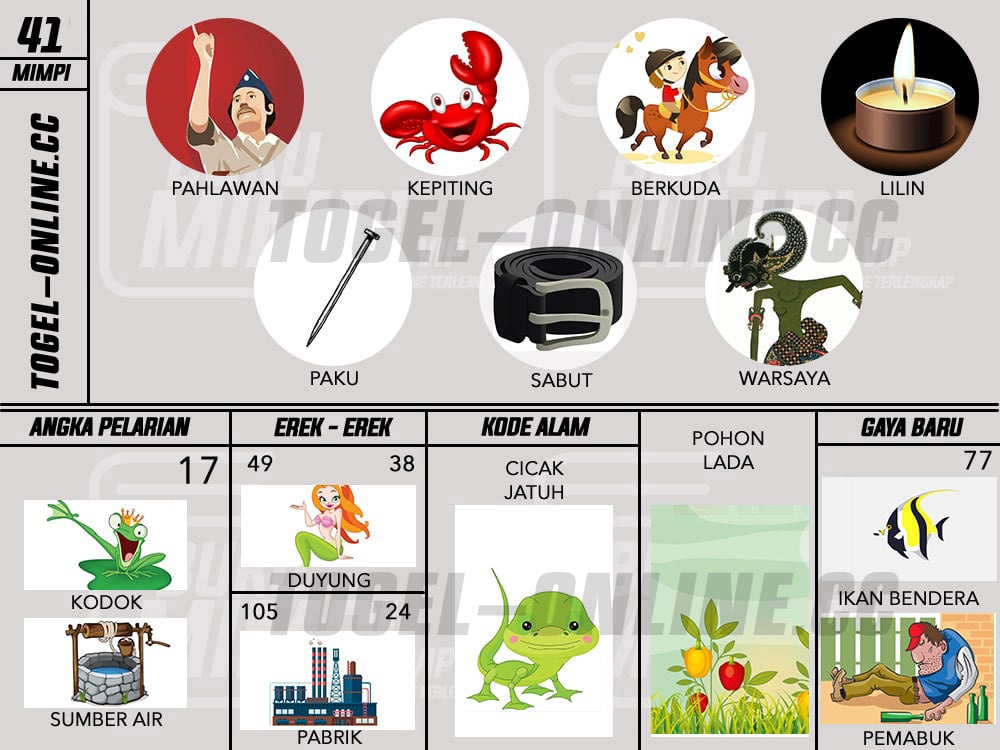 41
MIMPI
TOGEL-ONLINE.CC
PAHLAWAN
KEPITING
BERKUDA
LILIN
TOGEL-ONLINE.CC
PAKU
SABUT
WARSAYA
ANGKA PELARIAN
17
KODOK
SUMBER AIR
EREK - EREK
49 38
DUYUNG
105 24
PABRIK
KODE ALAM
CICAK
JATUH
POHON
LADA
TOGEL-ONLINE.CC
GAYA BARU
77
IKAN BENDERA
PEMABUK